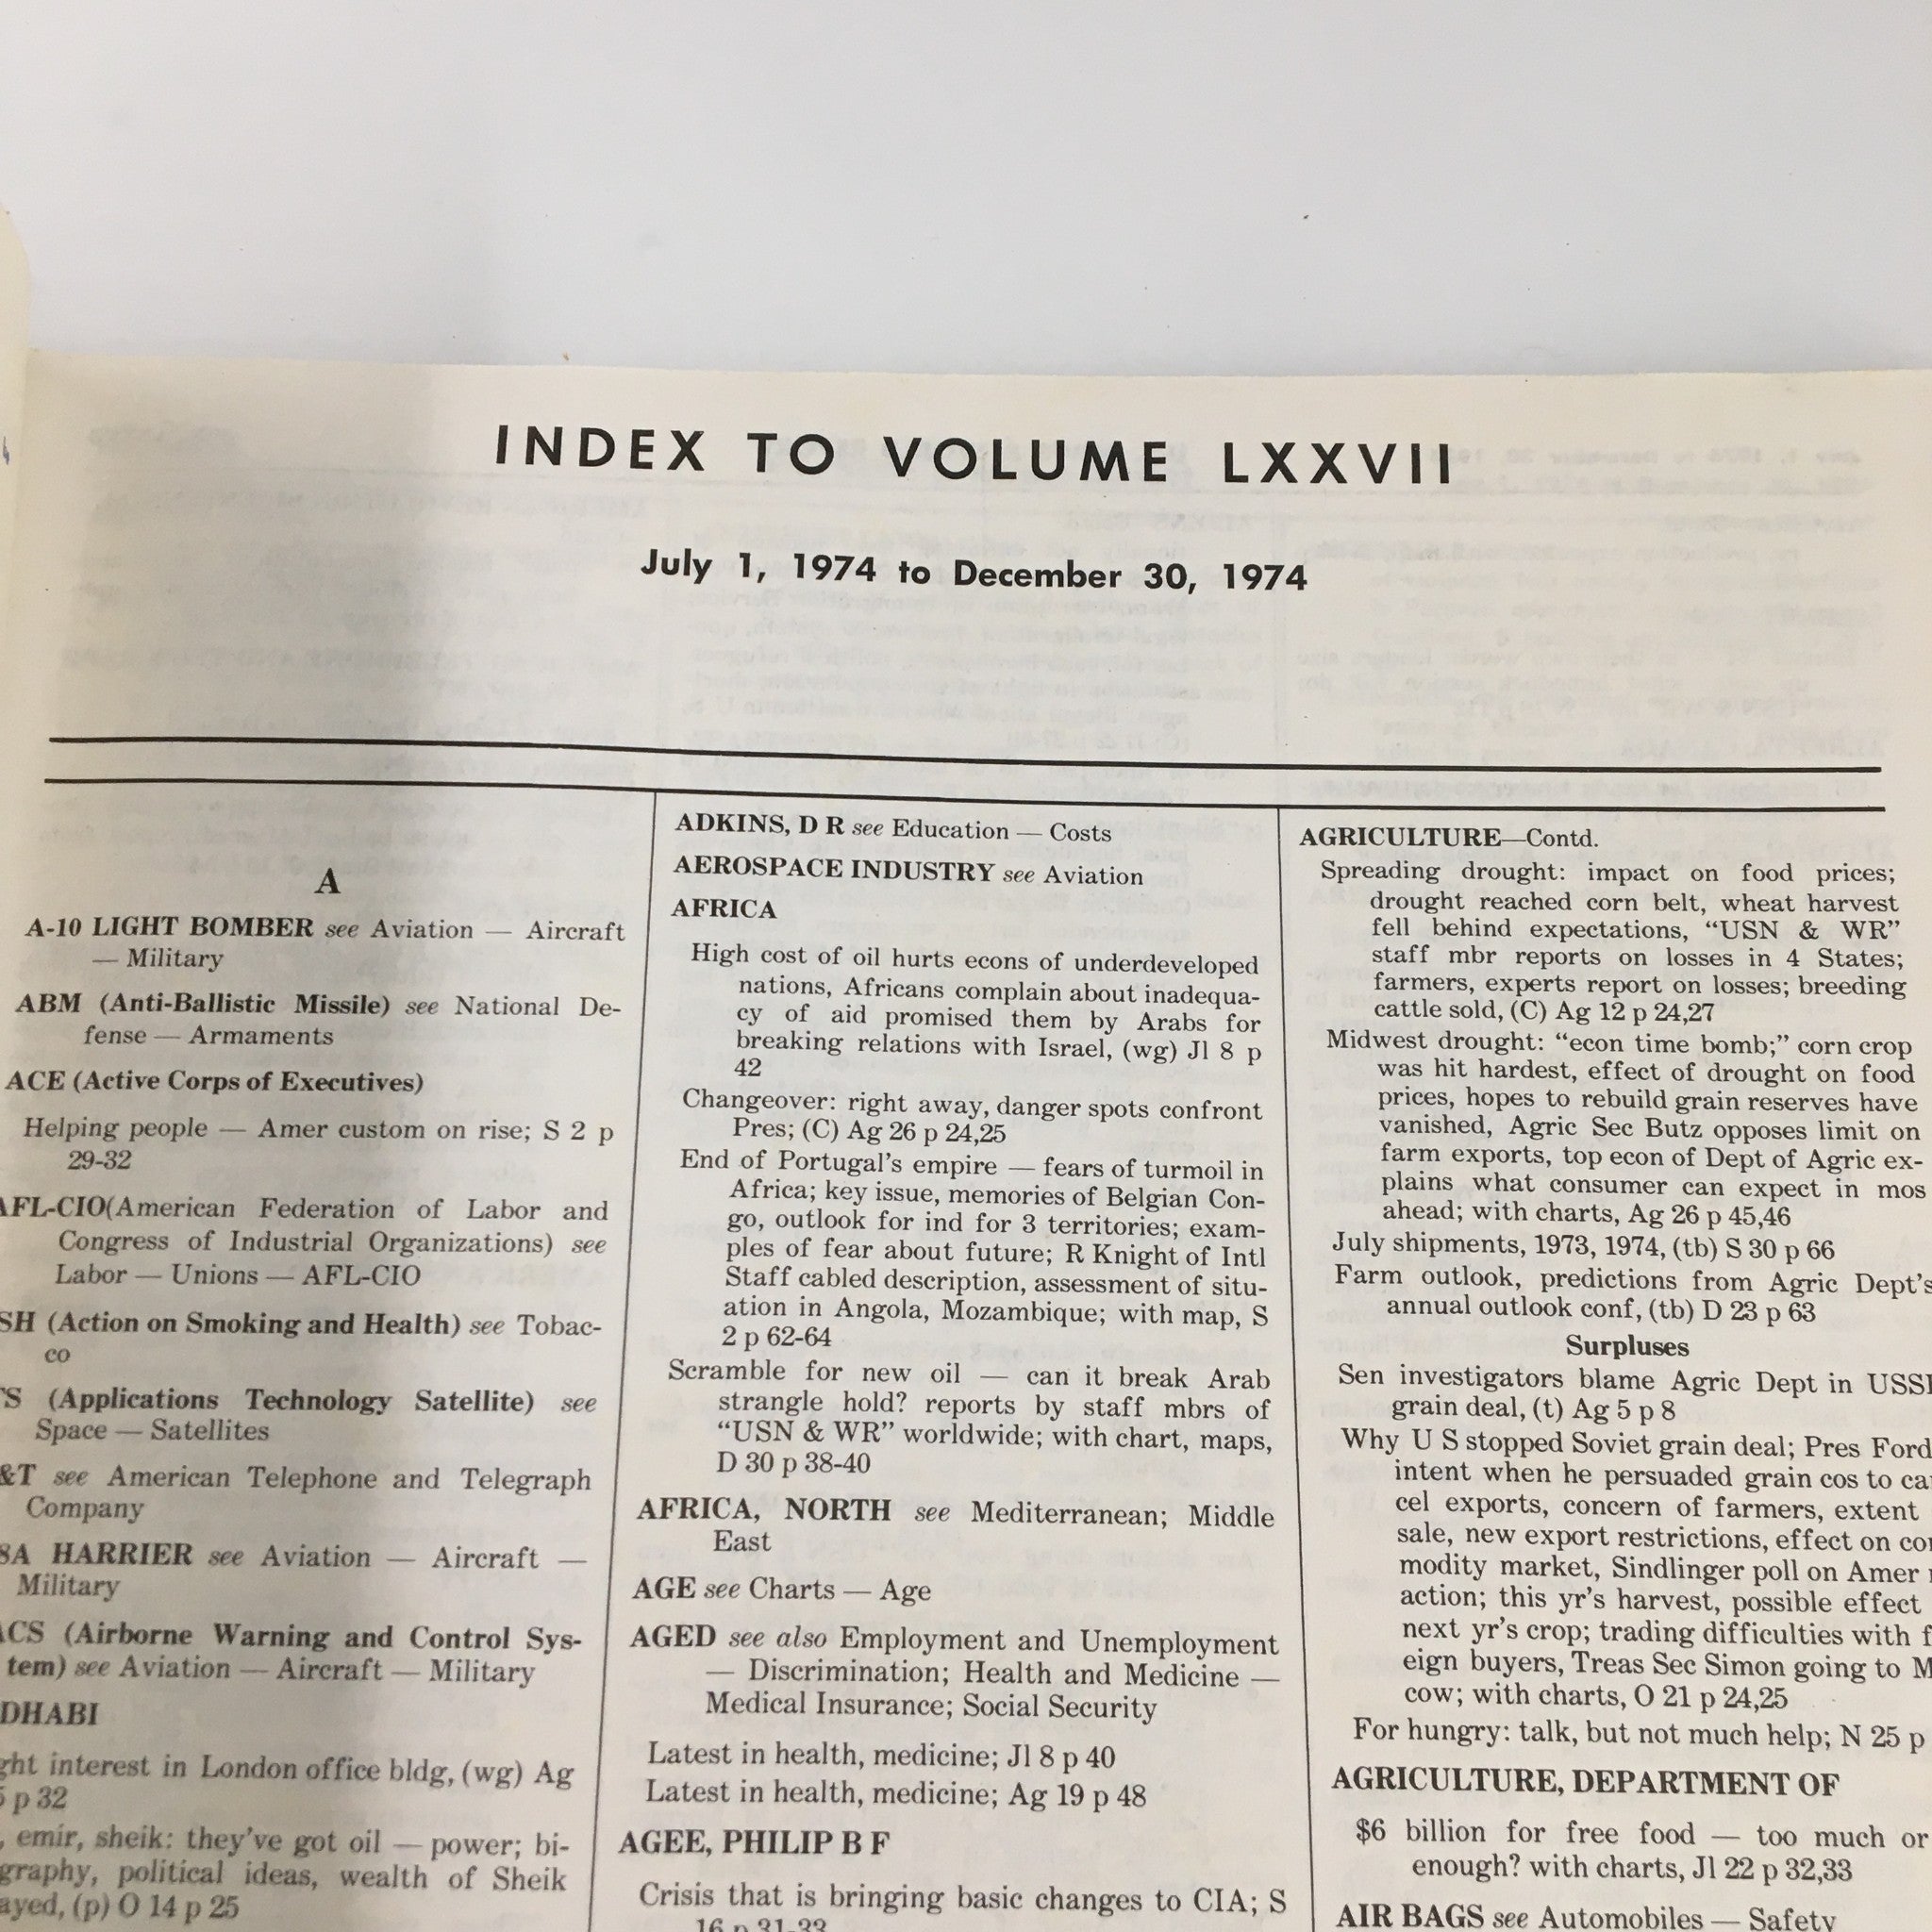 INDEX TO VOLUME LXXVII
July 1, 1974 to December 30, 1974
A
A-10 LIGHT BOMBER see Aviation — Aircraft
— Military
ABM (Anti-Ballistic Missile) see National De-
fense — Armaments
ACE (Active Corps of Executives)
Helping people — Amer custom on rise; S 2 p
29-32
AFL-CIO(American Federation of Labor and
Congress of Industrial Organizations) see
Labor — Unions — AFL-CIO
SH (Action on Smoking and Health) see Tobac-
co
S (Applications Technology Satellite) see
Space — Satellites
&T see American Telephone and Telegraph
Company
HARRIER see Aviation — Aircraft —
Military
CS (Airborne Warning and Control Sys-
tem) see Aviation — Aircraft — Military
DHABI
interest in London office bldg, (wg) Ag
p 32
, emir, sheik: they've got oil — power; bi-
graphy, political ideas, wealth of Sheik
ayed, (p) O 14 p 25
ADKINS, D R see Education — Costs
AEROSPACE INDUSTRY see Aviation
AFRICA
High cost of oil hurts econs of underdeveloped
nations, Africans complain about inadequa-
cy of aid promised them by Arabs for
breaking relations with Israel, (wg) Jl 8 p
42
Changeover: right away, danger spots confront
Pres; (C) Ag 26 p 24,25
End of Portugal's empire — fears of turmoil in
Africa; key issue, memories of Belgian Con-
go, outlook for ind for 3 territories; exam-
ples of fear about future; R Knight of Intl
Staff cabled description, assessment of situ-
ation in Angola, Mozambique; with map, S
2 p 62-64
Scramble for new oil — can it break Arab
strangle hold? reports by staff mbrs of
“USN & WR” worldwide; with chart, maps,
D 30 p 38-40
AFRICA, NORTH see Mediterranean; Middle
East
AGE see Charts — Age
AGED see also Employment and Unemployment
— Discrimination; Health and Medicine —
Medical Insurance; Social Security
Latest in health, medicine; Jl 8 p 40
Latest in health, medicine; Ag 19 p 48
AGEE, PHILIP B F
Crisis that is bringing basic changes to CIA; S
16 p 31-33
AGRICULTURE—Contd.
Spreading drought: impact on food prices;
drought reached corn belt, wheat harvest
fell behind expectations, “USN & WR”
staff mbr reports on losses in 4 States;
farmers, experts report on losses; breeding
cattle sold, (C) Ag 12 p 24,27
Midwest drought: “econ time bomb;” corn crop
was hit hardest, effect of drought on food
prices, hopes to rebuild grain reserves have
vanished, Agric Sec Butz opposes limit on
farm exports, top econ of Dept of Agric ex-
plains what consumer can expect in mos
ahead; with charts, Ag 26 p 45,46
July shipments, 1973, 1974, (tb) S 30 p 66
Farm outlook, predictions from Agric Dept's
annual outlook conf, (tb) D 23 p 63
Surpluses
Sen investigators blame Agric Dept in USS
grain deal, (t) Ag 5 p 8
Why U S stopped Soviet grain deal; Pres Ford
intent when he persuaded grain cos to ca
cel exports, concern of farmers, extent
sale, new export restrictions, effect on co
modity market, Sindlinger poll on Amer
action; this yr's harvest, possible effect
next yr's crop; trading difficulties with f
eign buyers, Treas Sec Simon going to M
cow; with charts, O 21 p 24,25
For hungry: talk, but not much help; N 25 p
AGRICULTURE, DEPARTMENT OF
$6 billion for free food — too much or
enough? with charts, Jl 22 p 32,33
AIR BAGS see Automobiles — Safety